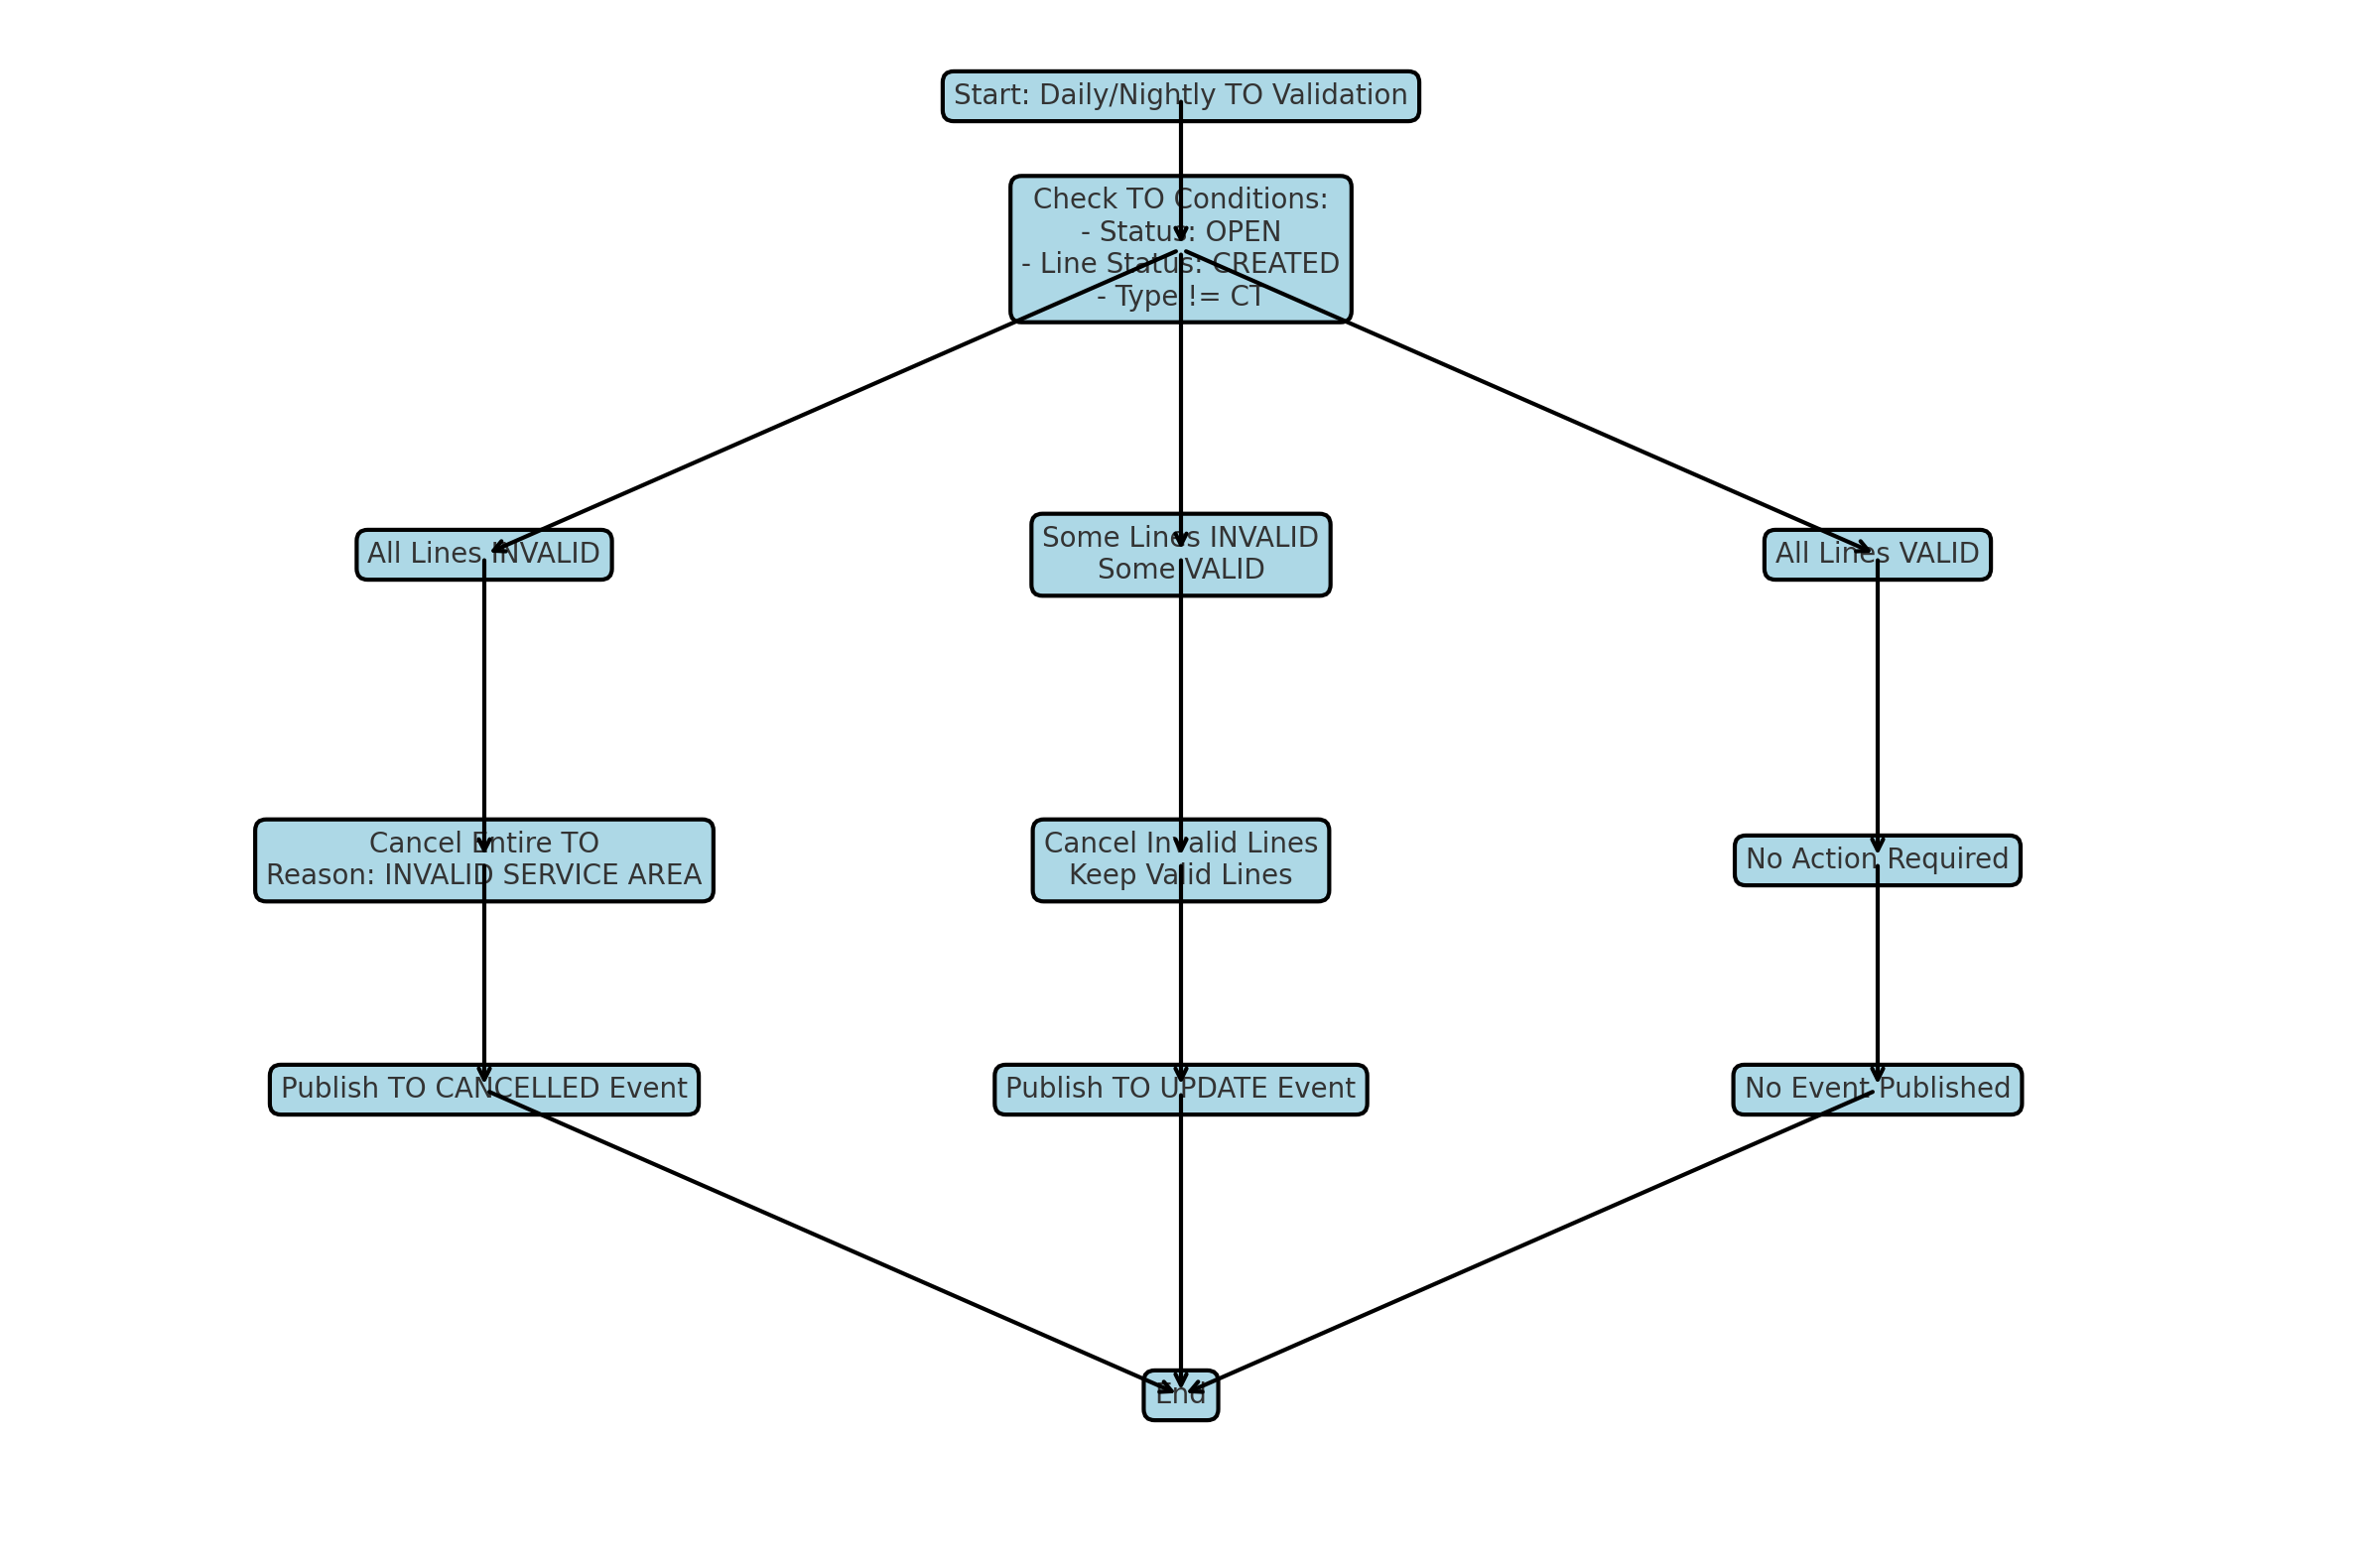 Start: Daily/Nightly TO Validation
Check TO Conditions:
- Status: OPEN
- Line Status: CREATED
- Type != CT
All Lines INVALID
Some Lines INVALID
Some VALID
All Lines VALID
Cancel Entire TO
Reason: INVALID SERVICE AREA
Cancel Invalid Lines
Keep Valid Lines
No Action Required
Publish TO CANCELLED Event
Publish TO UPDATE Event
No Event Published
End